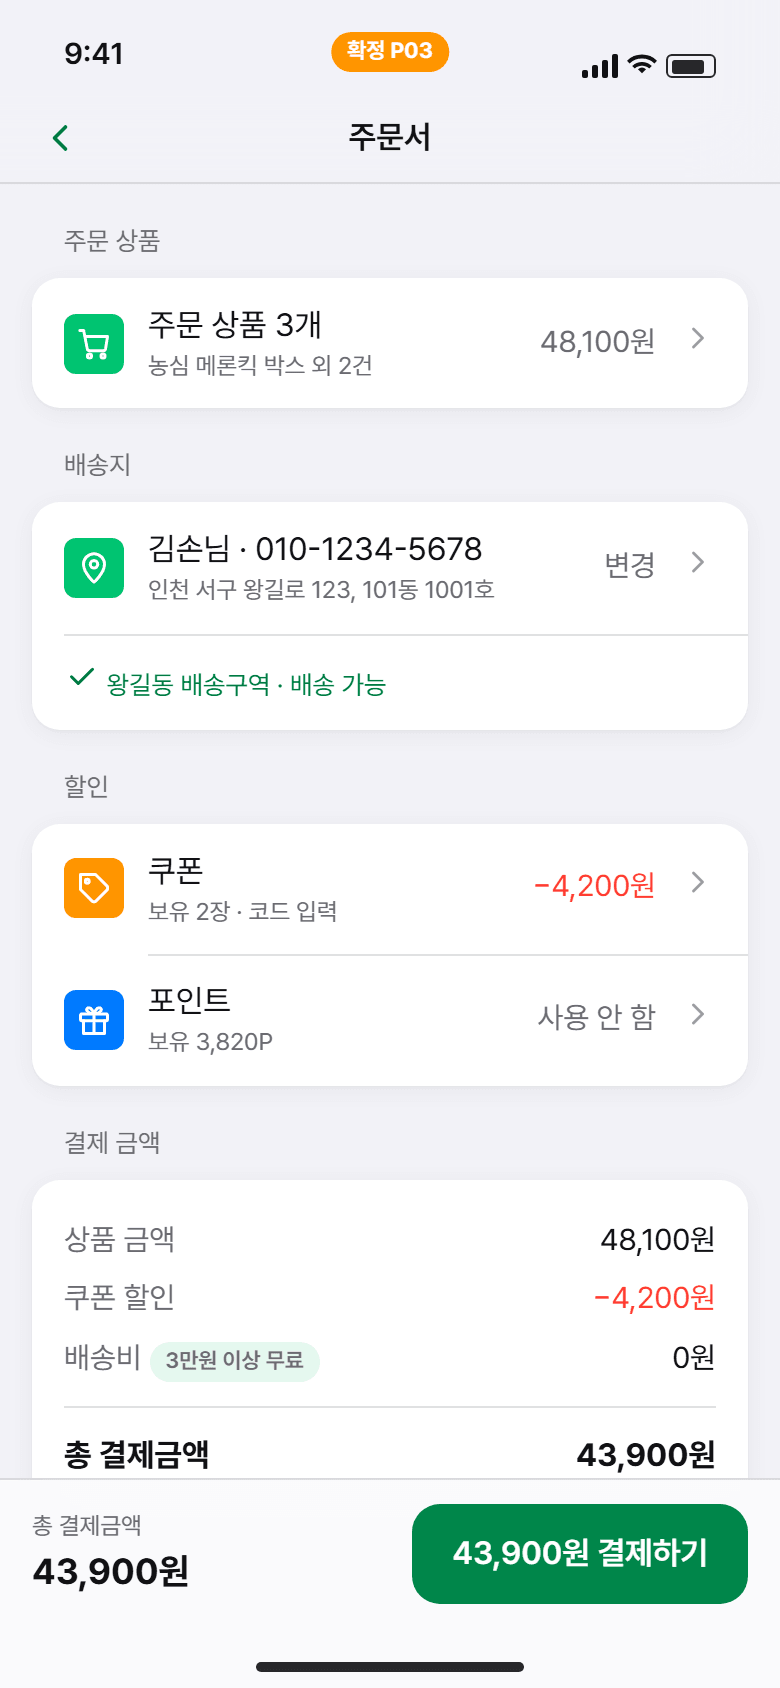 9:41
확정 P03
주문서
주문 상품
주문 상품 3개
농심 메론킥 박스 외 2건
48,100원
배송지
김손님 · 010-1234-5678
인천 서구 왕길로 123, 101동 1001호
변경
왕길동 배송구역 · 배송 가능
할인
쿠폰
보유 2장 · 코드 입력
−4,200원
포인트
보유 3,820P
사용 안 함
결제 금액
상품 금액 48,100원
쿠폰 할인 −4,200원
배송비 3만원 이상 무료 0원
총 결제금액 43,900원
총 결제금액
43,900원
43,900원 결제하기